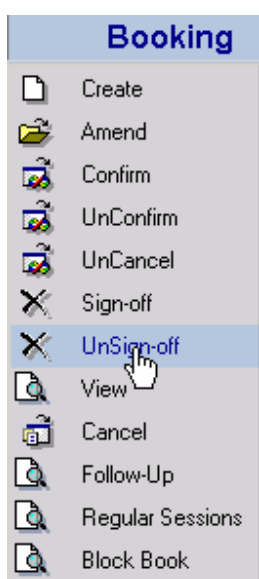 Booking
Create
Amend
Confirm
UnConfirm
UnCancel
Sign-off
UnSign-off
View
Cancel
Follow-Up
Regular Sessions
Block Book